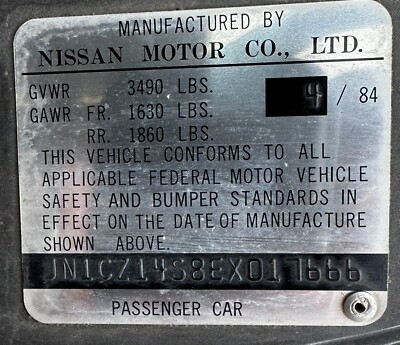 MANUFACTURED BY
NISSAN MOTOR CO., LTD.
GVWR 3490 LBS. 4 / 84
GAWR FR. 1630 LBS.
RR. 1860 LBS.
THIS VEHICLE CONFORMS TO ALL
APPLICABLE FEDERAL MOTOR VEHICLE
SAFETY AND BUMPER STANDARDS IN
EFFECT ON THE DATE OF MANUFACTURE
SHOWN ABOVE.
JN1CZ14S8EX017666
PASSENGER CAR